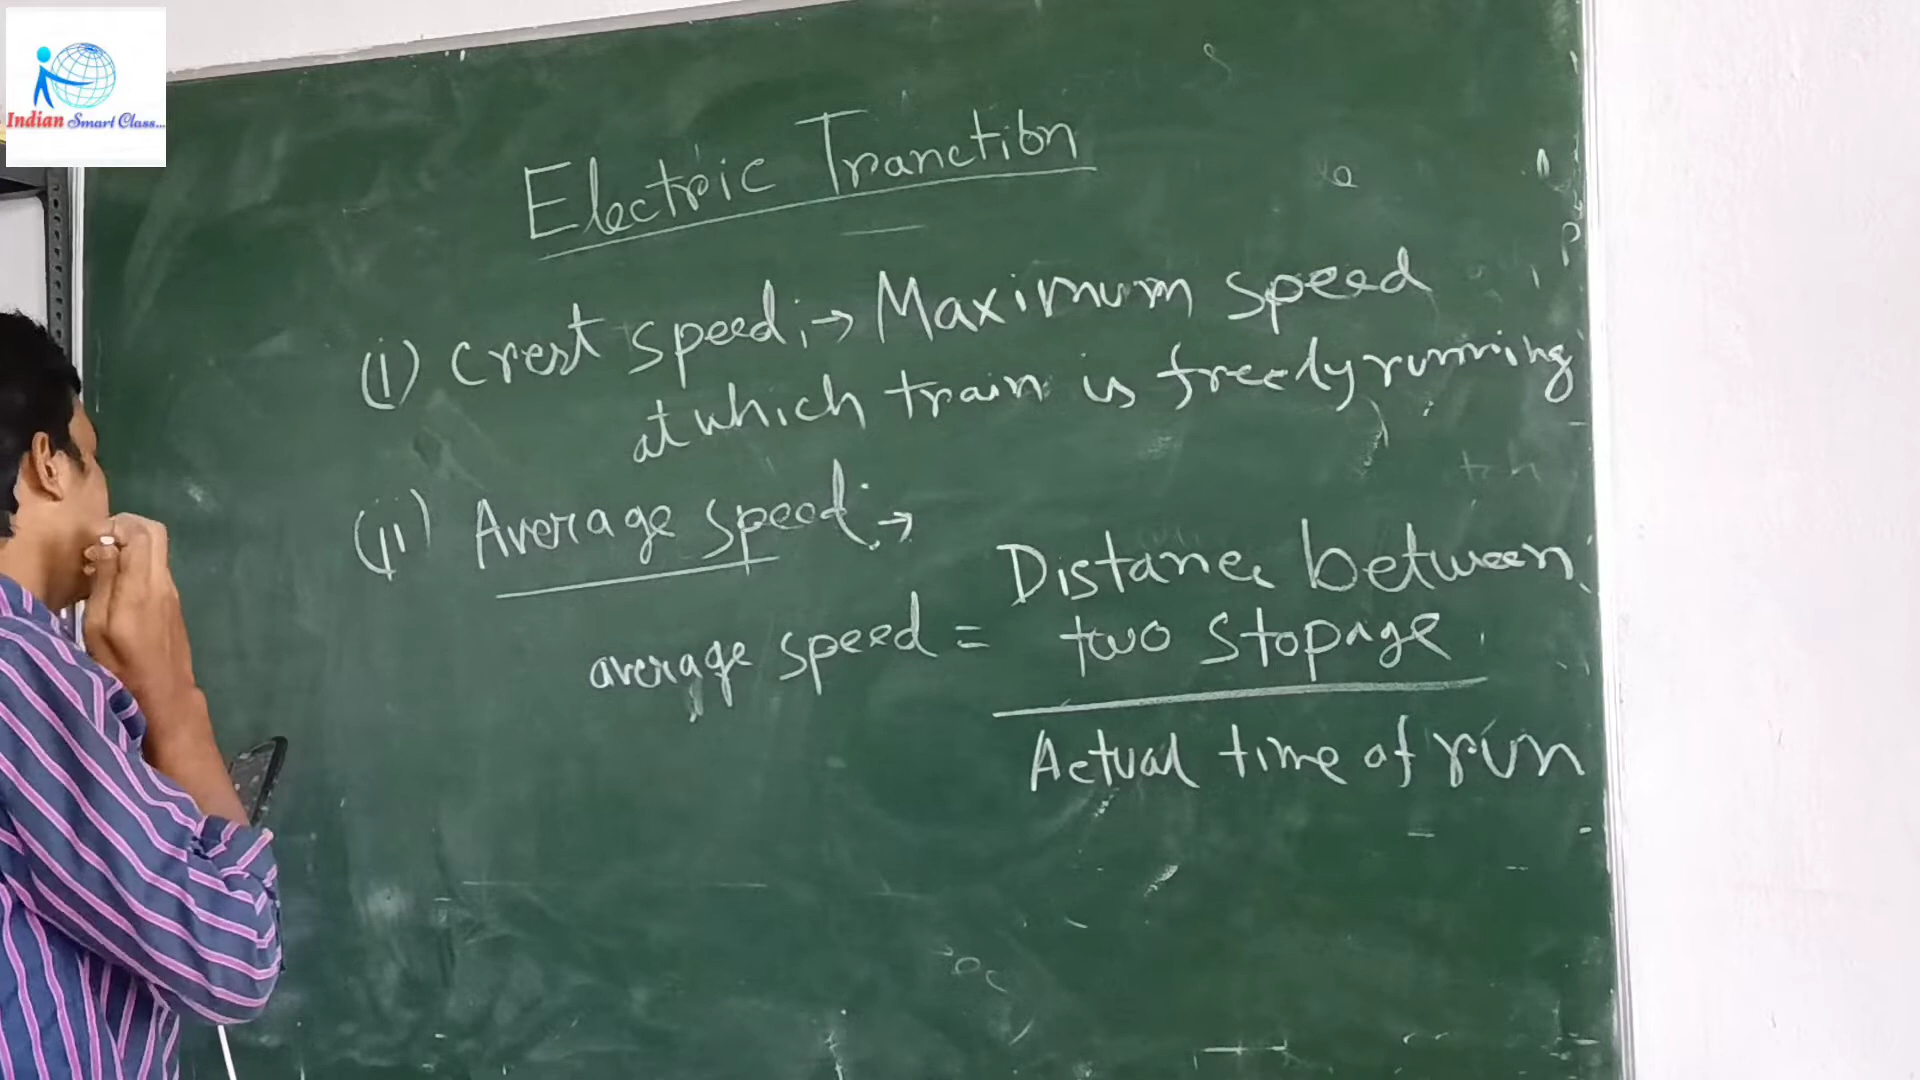 Indian Smart Class...
Electric Tranction
(I) Crest speed :→ Maximum speed
at which train is freely running
(II) Average speed :→
average speed = Distance between
two stopage
Actual time of run